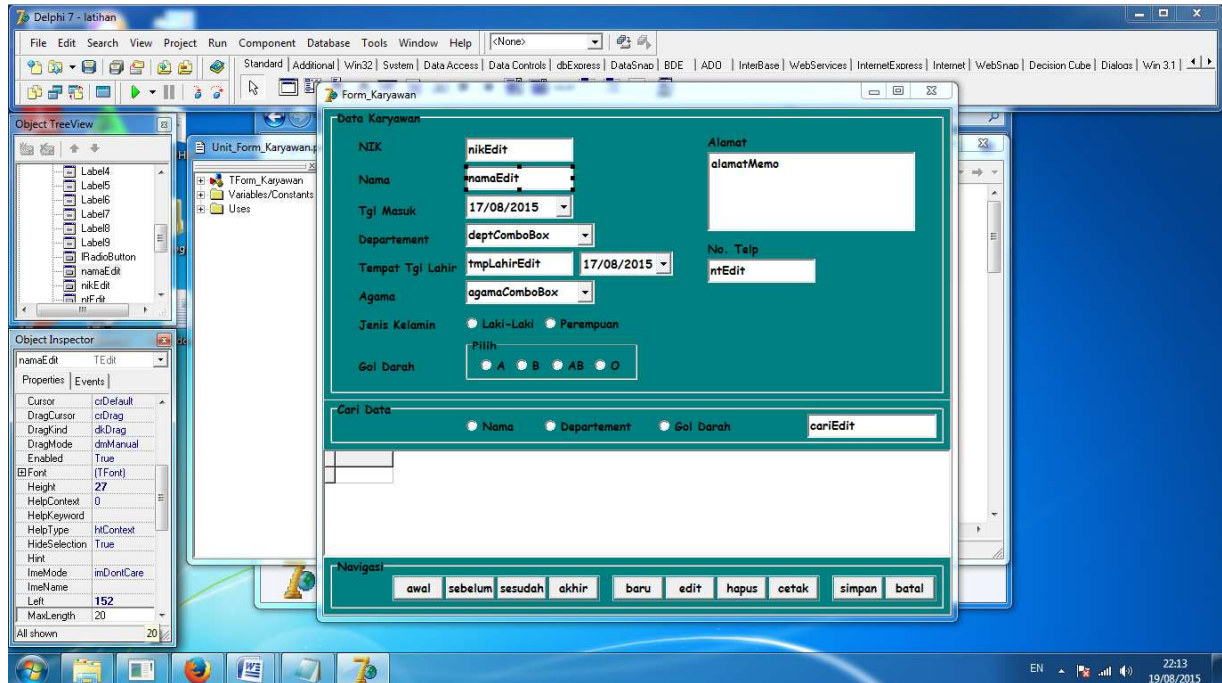 Delphi 7 - latihan
File Edit Search View Project Run Component Database Tools Window Help <None>
Standard Additional Win32 System Data Access Data Controls dbExpress DataSnap BDE ADO InterBase WebServices InternetExpress Internet WebSnap Decision Cube Dialogs Win 3.1
Object TreeView
Label4
Label5
Label6
Label7
Label8
Label9
lRadioButton
namaEdit
nikEdit
ntEdit
Unit_Form_Karyawan.p
TForm_Karyawan
Variables/Constants
Uses
Object Inspector
namaEdit TEdit
Properties Events
Cursor crDefault
DragCursor crDrag
DragKind dkDrag
DragMode dmManual
Enabled True
Font (TFont)
Height 27
HelpContext 0
HelpKeyword
HelpType htContext
HideSelection True
Hint
ImeMode imDontCare
ImeName
Left 152
MaxLength 20
All shown 20
Form_Karyawan
Data Karyawan
NIK nikEdit
Nama namaEdit
Tgl Masuk 17/08/2015
Departement deptComboBox
Tempat Tgl Lahir tmpLahirEdit 17/08/2015
Agama agamaComboBox
Jenis Kelamin Laki-Laki Perempuan
Pilih
Gol Darah A B AB O
Alamat
alamatMemo
No. Telp
ntEdit
Cari Data
Nama Departement Gol Darah cariEdit
Navigasi
awal sebelum sesudah akhir baru edit hapus cetak simpan batal
EN 22:13
19/08/2015